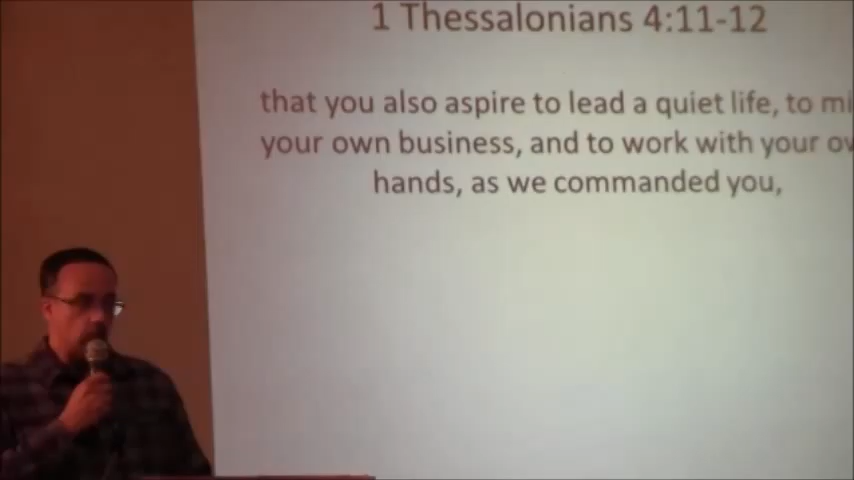 1 Thessalonians 4:11-12
that you also aspire to lead a quiet life, to
your own business, and to work with your
hands, as we commanded you,